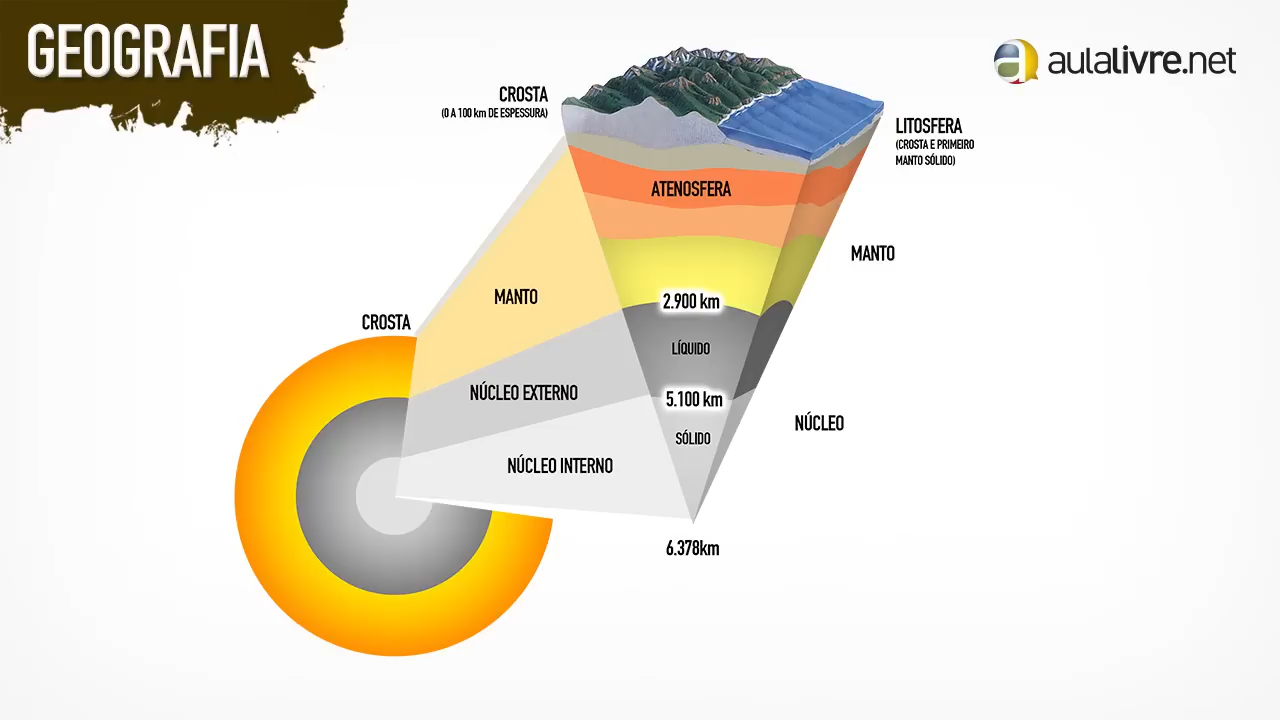 GEOGRAFIA
aulalivre.net
CROSTA
(0 A 100 km DE ESPESSURA)
LITOSFERA
(CROSTA E PRIMEIRO
MANTO SÓLIDO)
ATENOSFERA
MANTO
MANTO
2.900 km
CROSTA
LÍQUIDO
NÚCLEO EXTERNO
5.100 km
NÚCLEO
SÓLIDO
NÚCLEO INTERNO
6.378km